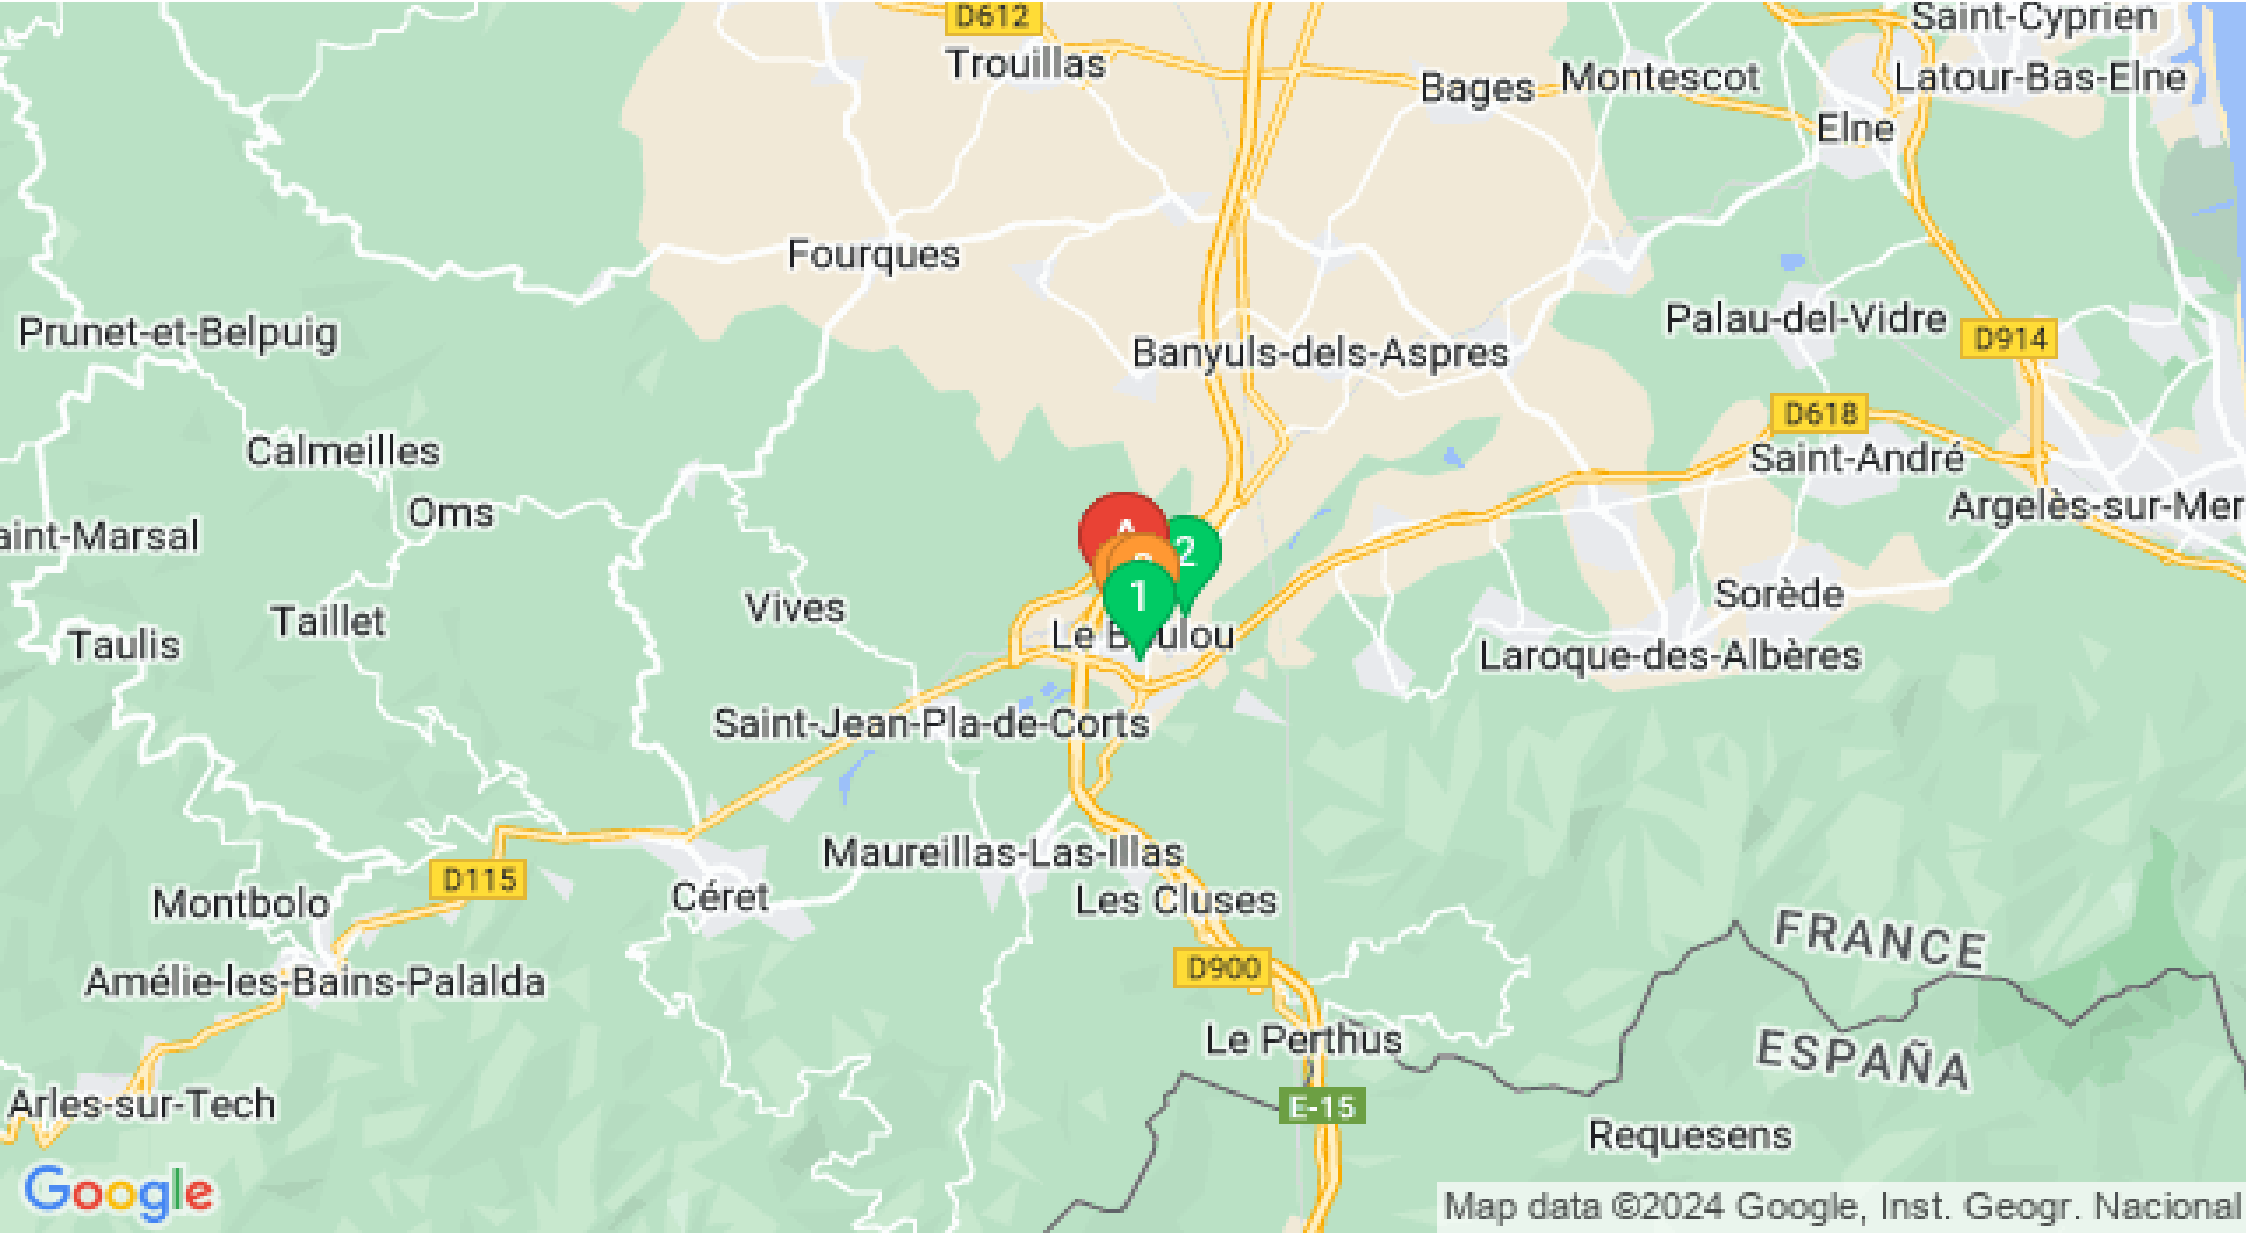 D612
Saint-Cyprien
Trouillas
Bages
Montescot
Latour-Bas-Elne
Elne
Fourques
Prunet-et-Belpuig
Banyuls-dels-Aspres
Palau-del-Vidre
D914
D618
Calmeilles
Saint-André
Oms
Argelès-sur-Mer
aint-Marsal
2
1
Vives
Sorède
Taillet
Taulis
Le Boulou
Laroque-des-Albères
Saint-Jean-Pla-de-Corts
Maureillas-Las-Illas
D115
Céret
Les Cluses
Montbolo
FRANCE
D900
Amélie-les-Bains-Palalda
Le Perthus
ESPAÑA
Arles-sur-Tech
E-15
Requesens
Google
Map data ©2024 Google, Inst. Geogr. Nacional